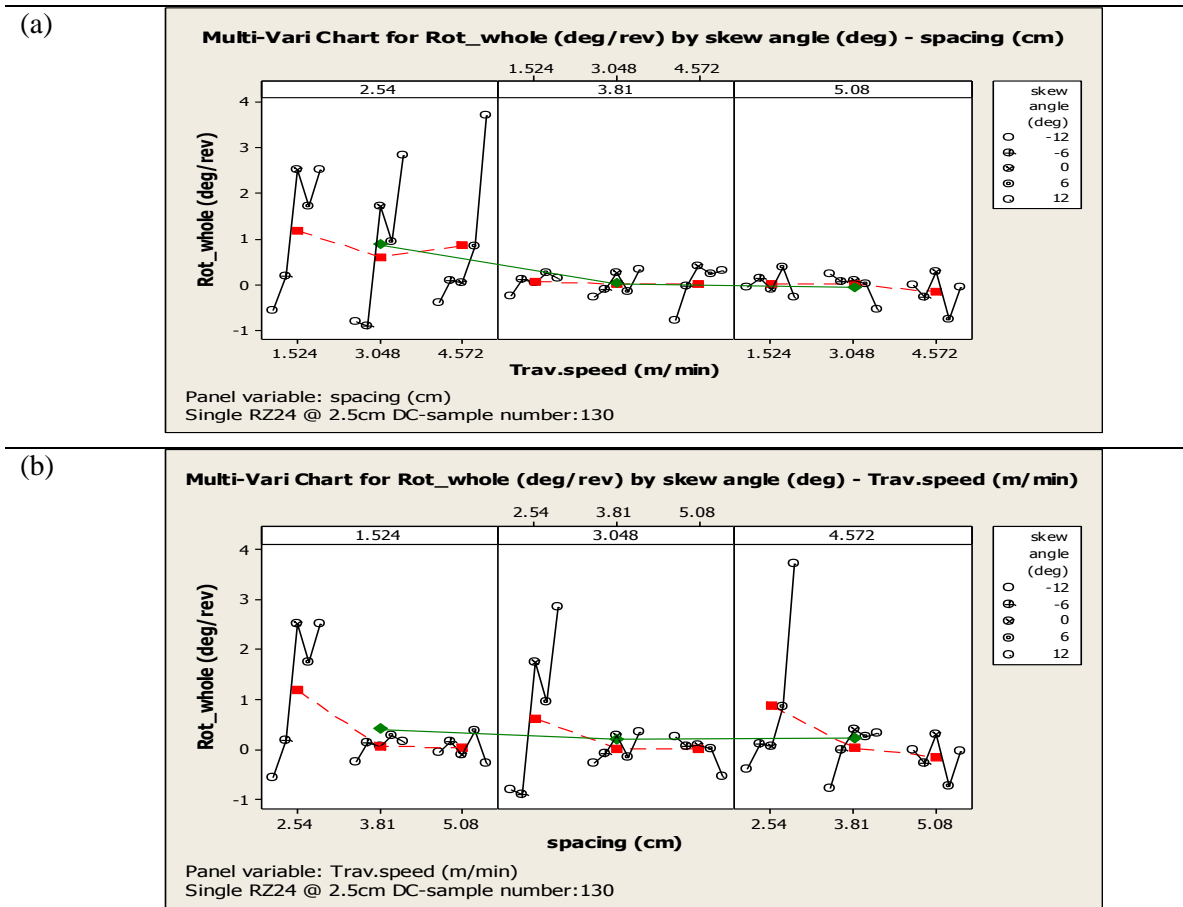 (a)
Multi-Vari Chart for Rot_whole (deg/rev) by skew angle (deg) - spacing (cm)
1.524 3.048 4.572
2.54 3.81 5.08
4
3
2
1
0
-1
Rot_whole (deg/rev)
1.524 3.048 4.572 1.524 3.048 4.572
Trav.speed (m/min)
skew
angle
(deg)
-12
-6
0
6
12
Panel variable: spacing (cm)
Single RZ24 @ 2.5cm DC-sample number:130
(b)
Multi-Vari Chart for Rot_whole (deg/rev) by skew angle (deg) - Trav.speed (m/min)
2.54 3.81 5.08
1.524 3.048 4.572
4
3
2
1
0
-1
Rot_whole (deg/rev)
2.54 3.81 5.08 2.54 3.81 5.08
spacing (cm)
skew
angle
(deg)
-12
-6
0
6
12
Panel variable: Trav.speed (m/min)
Single RZ24 @ 2.5cm DC-sample number:130